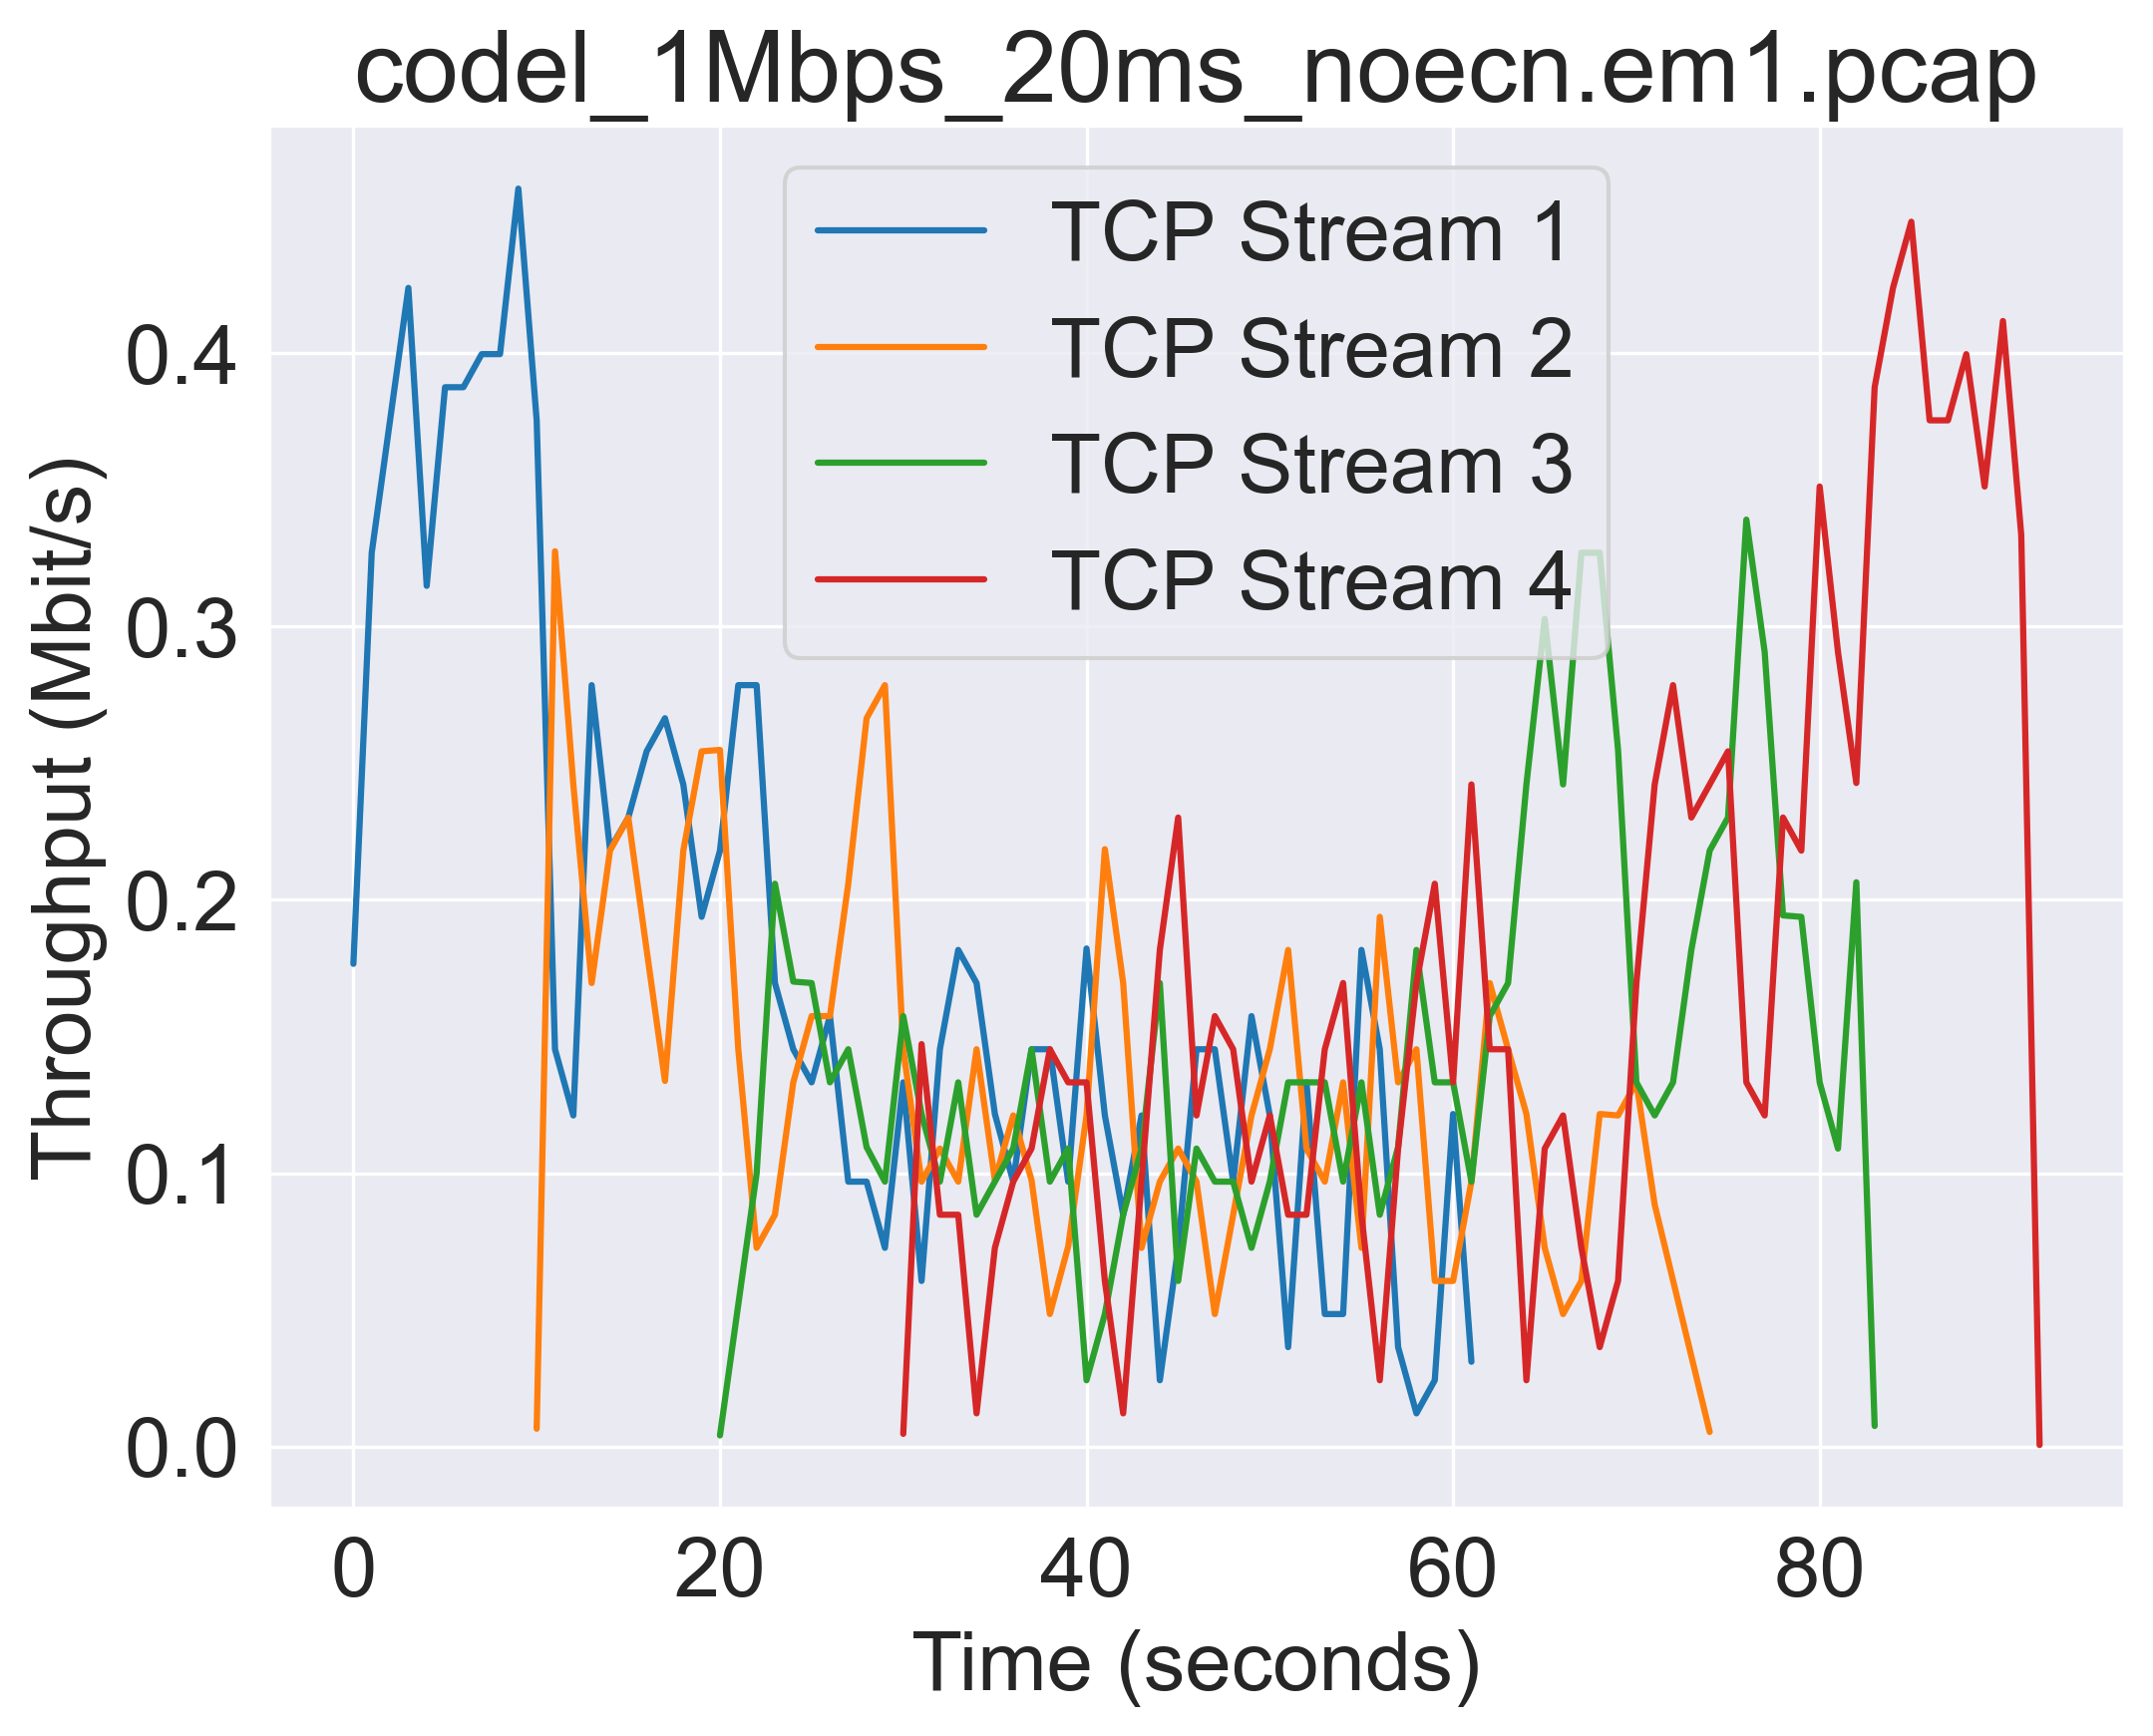 codel_1Mbps_20ms_noecn.em1.pcap
TCP Stream 1
TCP Stream 2
TCP Stream 3
TCP Stream 4
Throughput (Mbit/s)
0.4
0.3
0.2
0.1
0.0
0 20 40 60 80
Time (seconds)